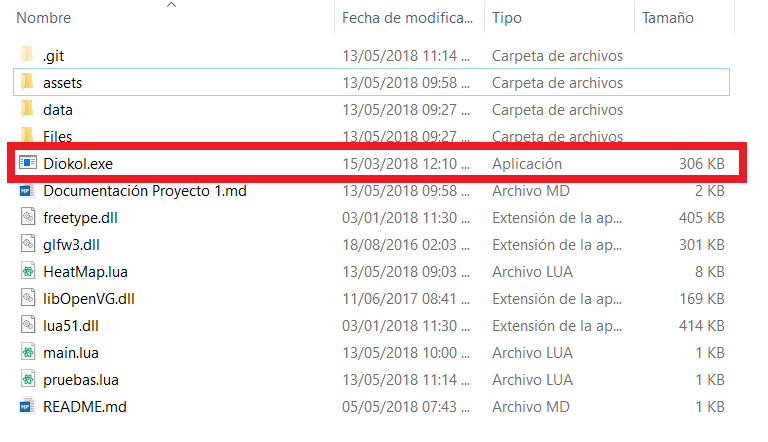 Nombre Fecha de modifica... Tipo Tamaño
.git 13/05/2018 11:14 ... Carpeta de archivos
assets 13/05/2018 09:58 ... Carpeta de archivos
data 13/05/2018 09:27 ... Carpeta de archivos
Files 13/05/2018 09:27 ... Carpeta de archivos
Diokol.exe 15/03/2018 12:10 ... Aplicación 306 KB
Documentación Proyecto 1.md 13/05/2018 09:58 ... Archivo MD 2 KB
freetype.dll 03/01/2018 11:30 ... Extensión de la ap... 405 KB
glfw3.dll 18/08/2016 02:03 ... Extensión de la ap... 301 KB
HeatMap.lua 13/05/2018 09:03 ... Archivo LUA 8 KB
libOpenVG.dll 11/06/2017 08:41 ... Extensión de la ap... 169 KB
lua51.dll 03/01/2018 11:30 ... Extensión de la ap... 414 KB
main.lua 13/05/2018 10:00 ... Archivo LUA 1 KB
pruebas.lua 13/05/2018 11:14 ... Archivo LUA 1 KB
README.md 05/05/2018 07:43 ... Archivo MD 1 KB